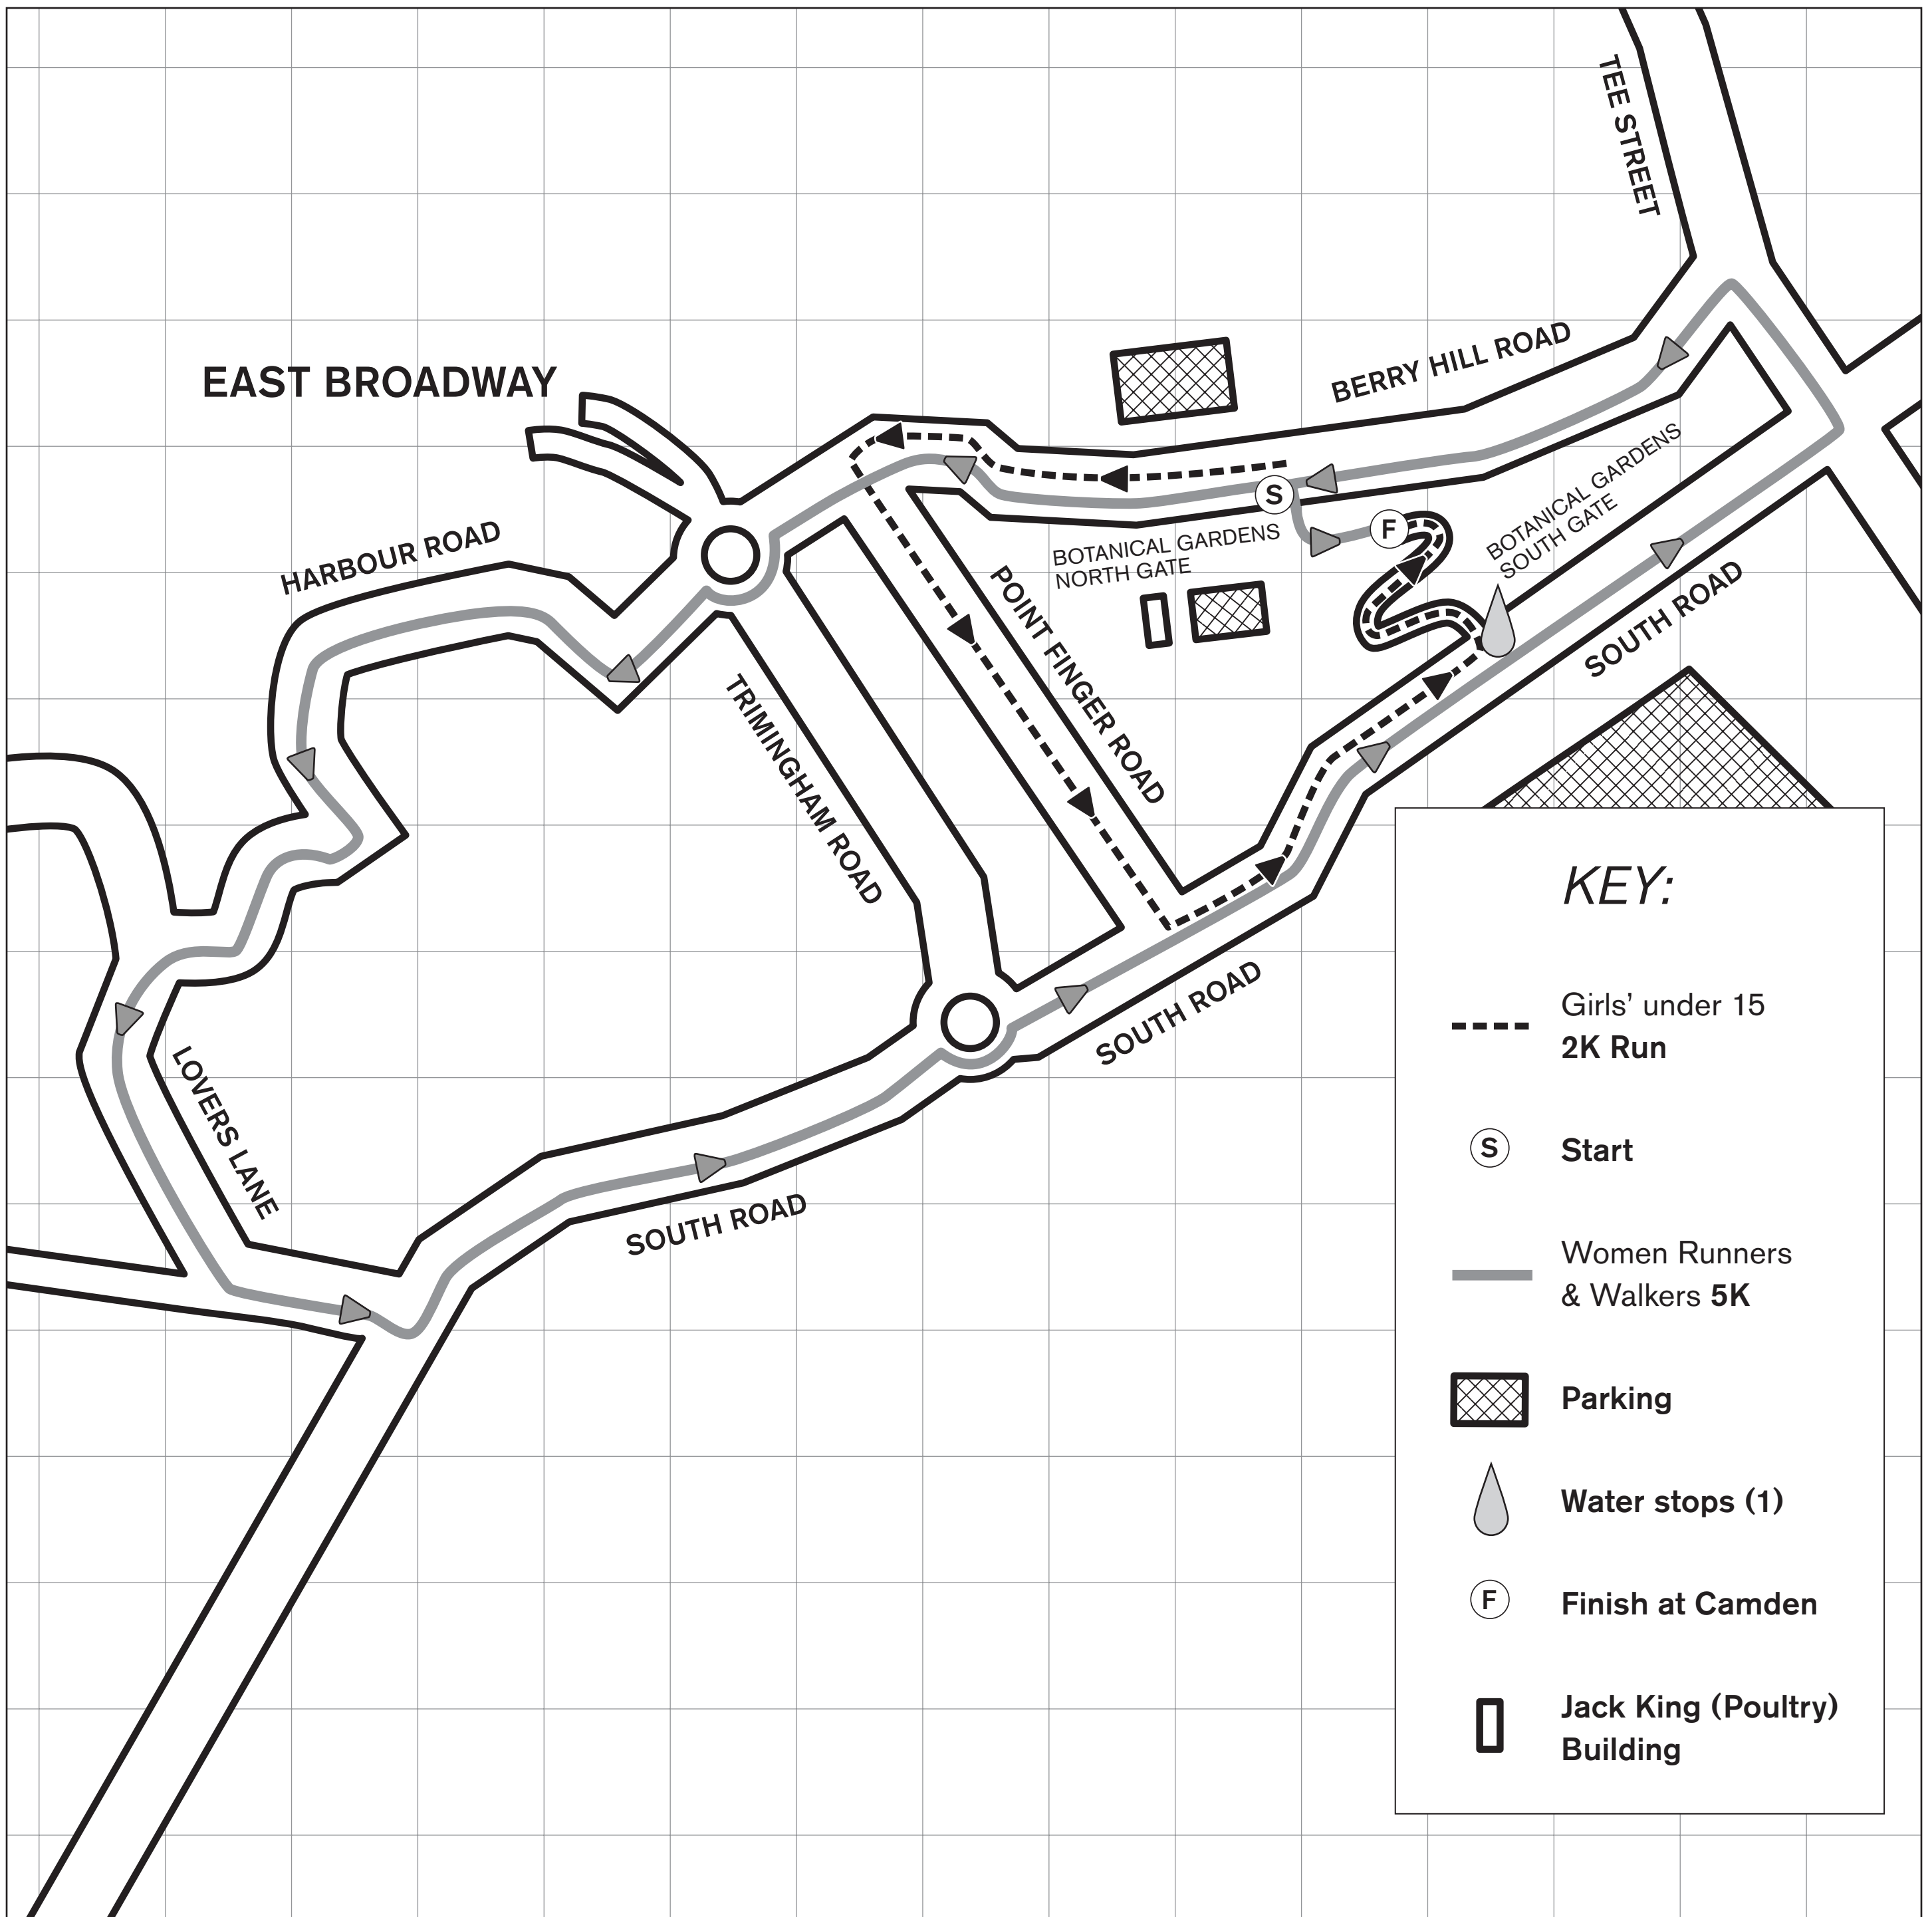 TEE STREET
BERRY HILL ROAD
EAST BROADWAY
BOTANICAL GARDENS
SOUTH GATE
S
F
BOTANICAL GARDENS
NORTH GATE
HARBOUR ROAD
POINT FINGER ROAD
SOUTH ROAD
TRIMINGHAM ROAD
SOUTH ROAD
LOVERS LANE
SOUTH ROAD
KEY:
Girls’ under 15
2K Run
S
Start
Women Runners
& Walkers 5K
Parking
Water stops (1)
F
Finish at Camden
Jack King (Poultry)
Building